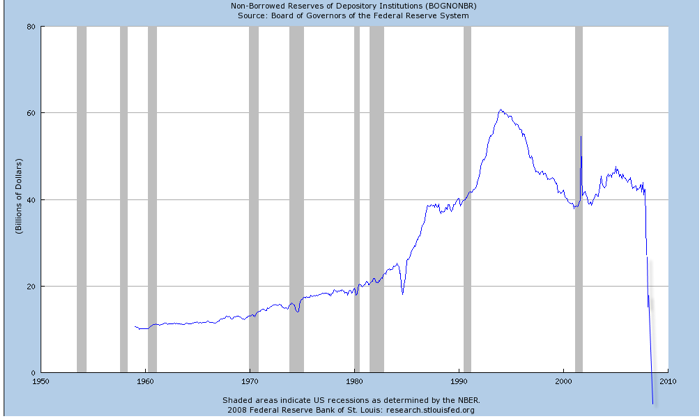 Non-Borrowed Reserves of Depository Institutions (BOGNONBR)
Source: Board of Governors of the Federal Reserve System
80
60
(Billions of Dollars)
40
20
0
1950 1960 1970 1980 1990 2000 2010
Shaded areas indicate US recessions as determined by the NBER.
2008 Federal Reserve Bank of St. Louis: research.stlouisfed.org